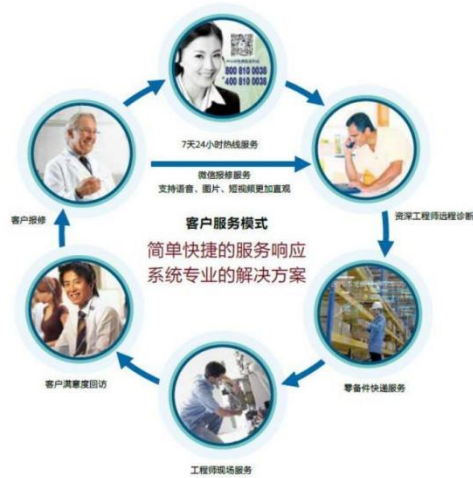 800 810 0038
400 810 0038
7天24小时热线服务
微信报修服务
支持语音、图片、短视频更加直观
客户报修
资深工程师远程诊断
客户服务模式
简单快捷的服务响应
系统专业的解决方案
客户满意度回访
零备件快递服务
工程师现场服务